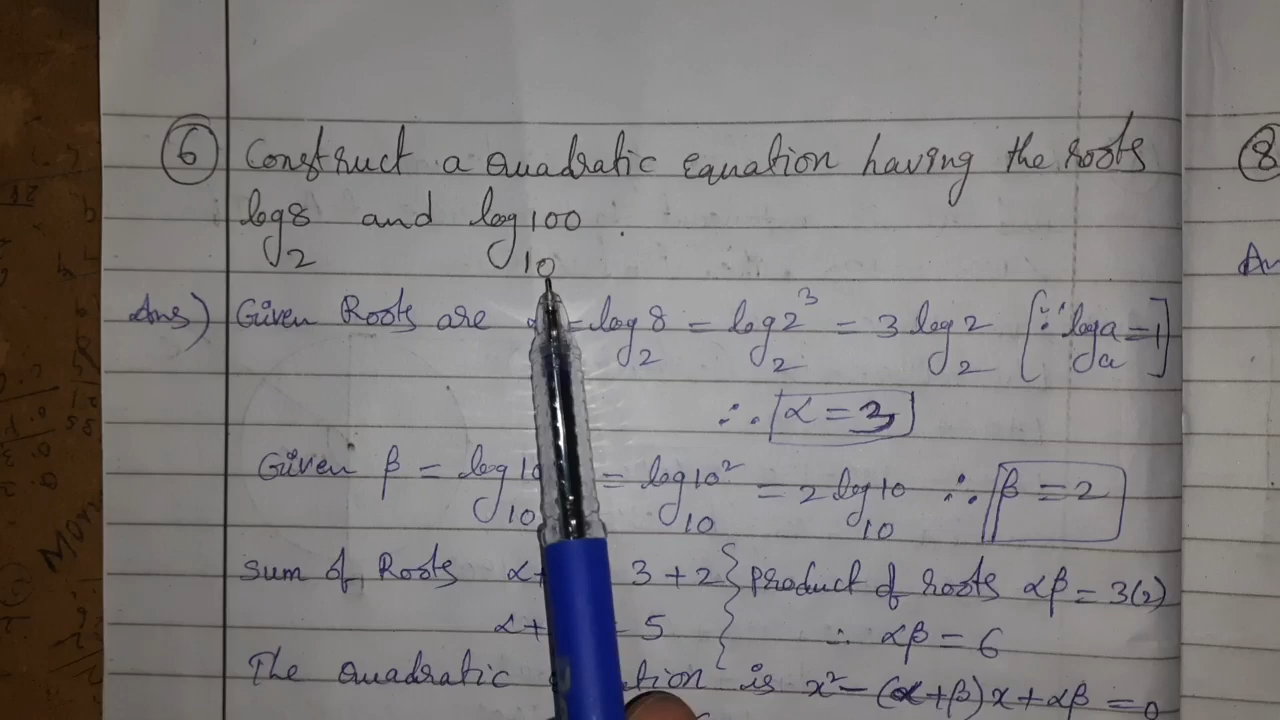 ⑥ Construct a Quadratic Equation having the roots
log₂8 and log₁₀100.
Ans) Given Roots are = log₂8 = log₂2³ = 3 log₂2 [∵ logₐa = 1]
∴ α = 3
Given β = log₁₀10 = log₁₀10² = 2 log₁₀10 ∴ β = 2
Sum of Roots α+ 3 + 2 } product of roots αβ = 3(2)
α+ = 5 ∴ αβ = 6
The Quadratic is x² - (α+β)x + αβ = 0
⑧